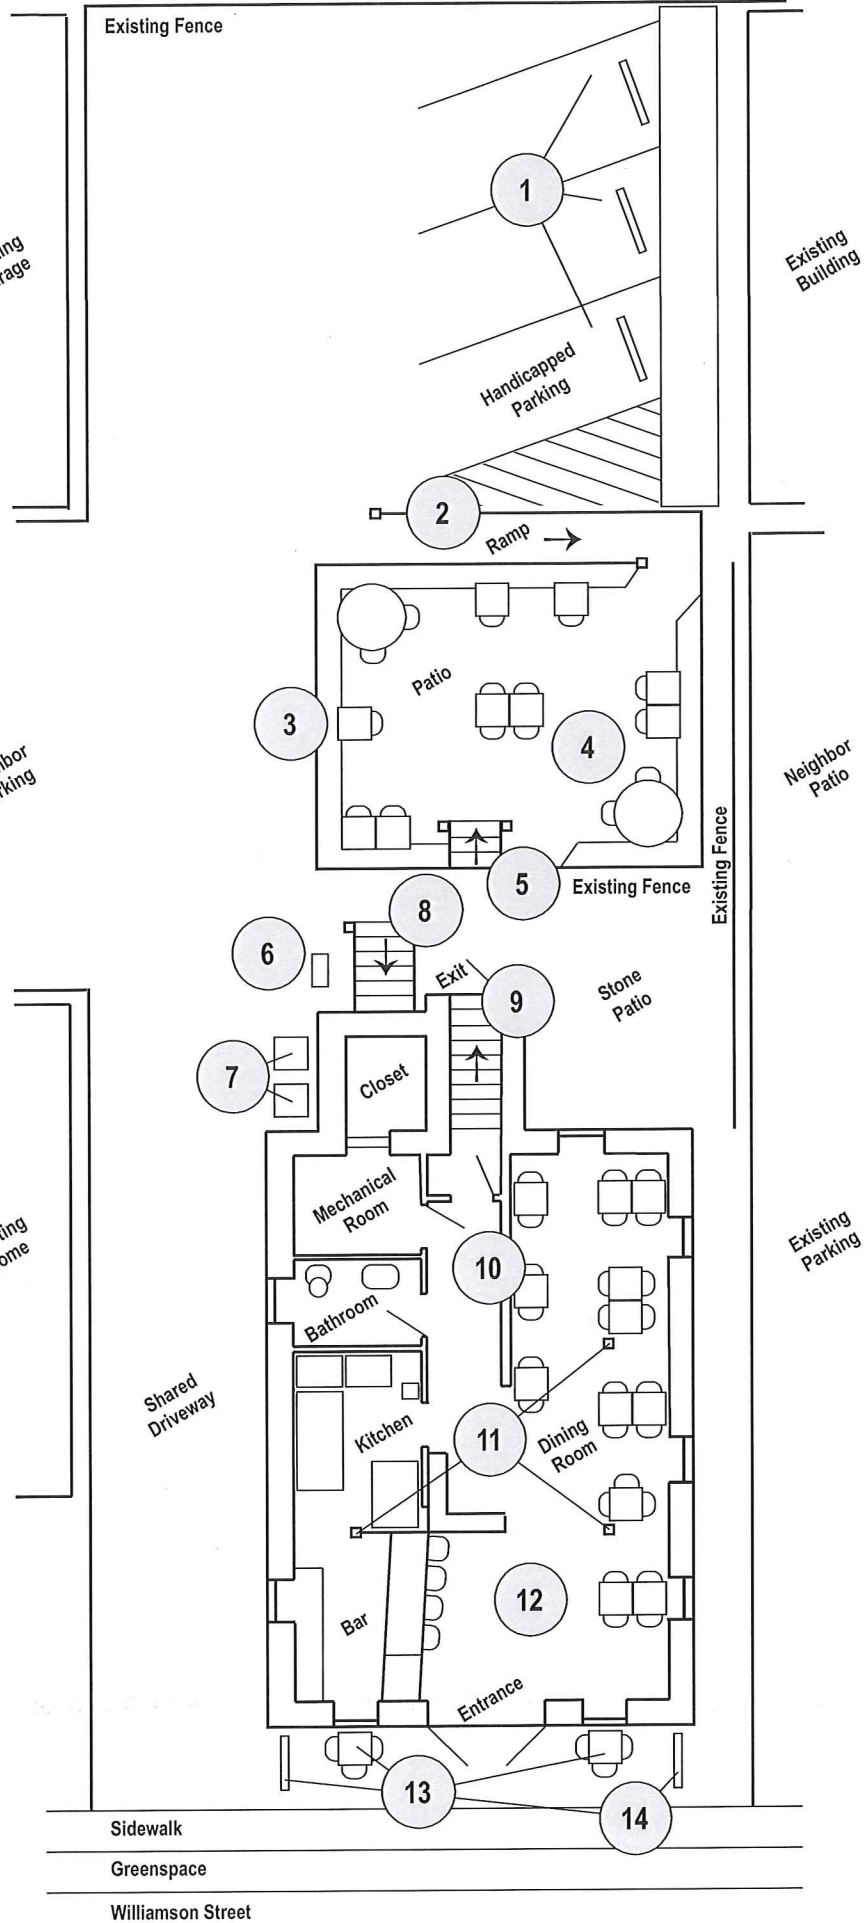 Existing Fence
1
Existing
Building
Handicapped
Parking
2
Ramp
Patio
3
4
Neighbor
Patio
Existing Fence
5
Existing Fence
8
6
Exit
9
Stone
Patio
7
Closet
Mechanical
Room
10
Existing
Parking
Bathroom
Shared
Driveway
Kitchen
11
Dining
Room
12
Bar
Entrance
13
14
Sidewalk
Greenspace
Williamson Street